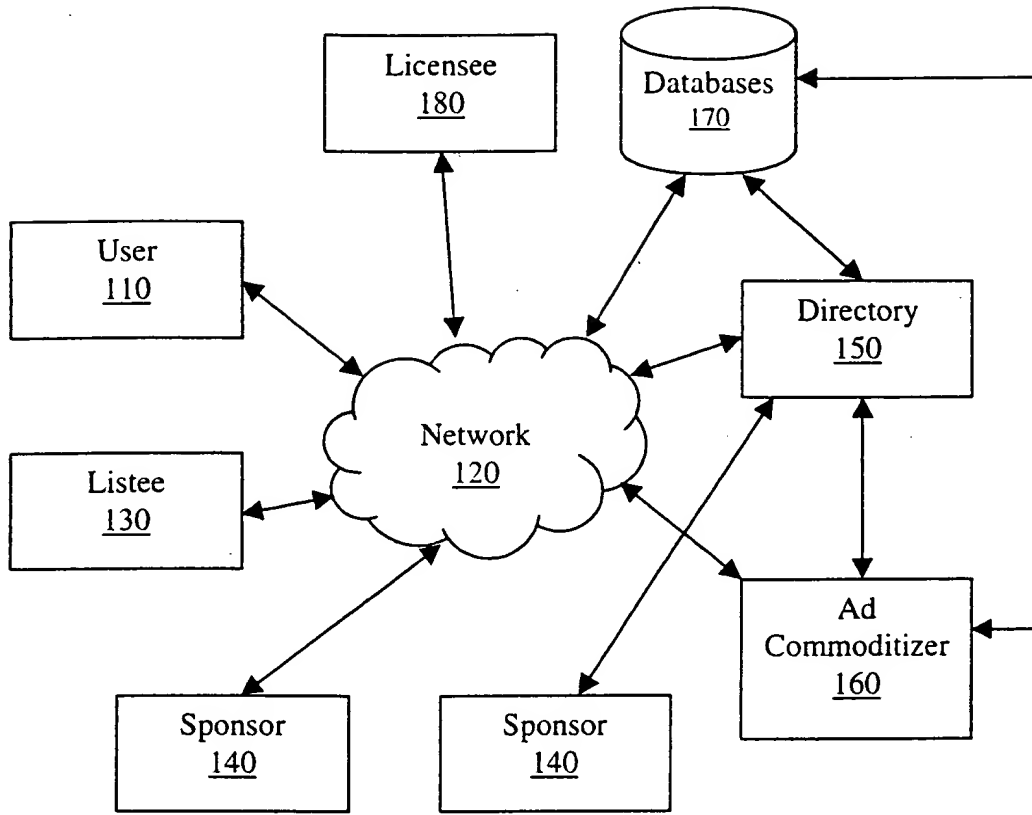 Licensee
180
Databases
170
User
110
Directory
150
Network
120
Listee
130
Ad
Commoditizer
160
Sponsor
140
Sponsor
140